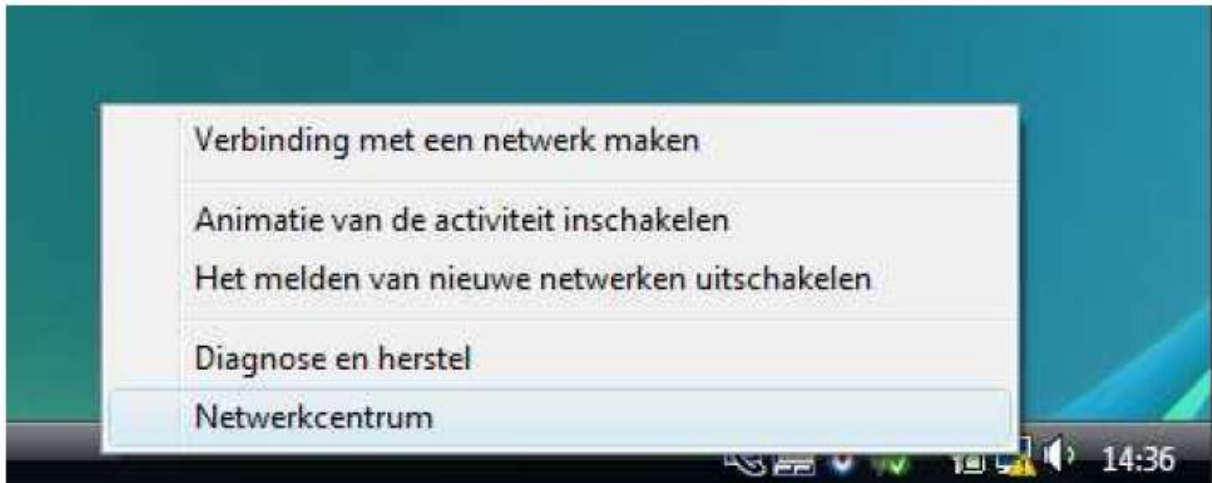 Verbinding met een netwerk maken
Animatie van de activiteit inschakelen
Het melden van nieuwe netwerken uitschakelen
Diagnose en herstel
Netwerkcentrum
14:36